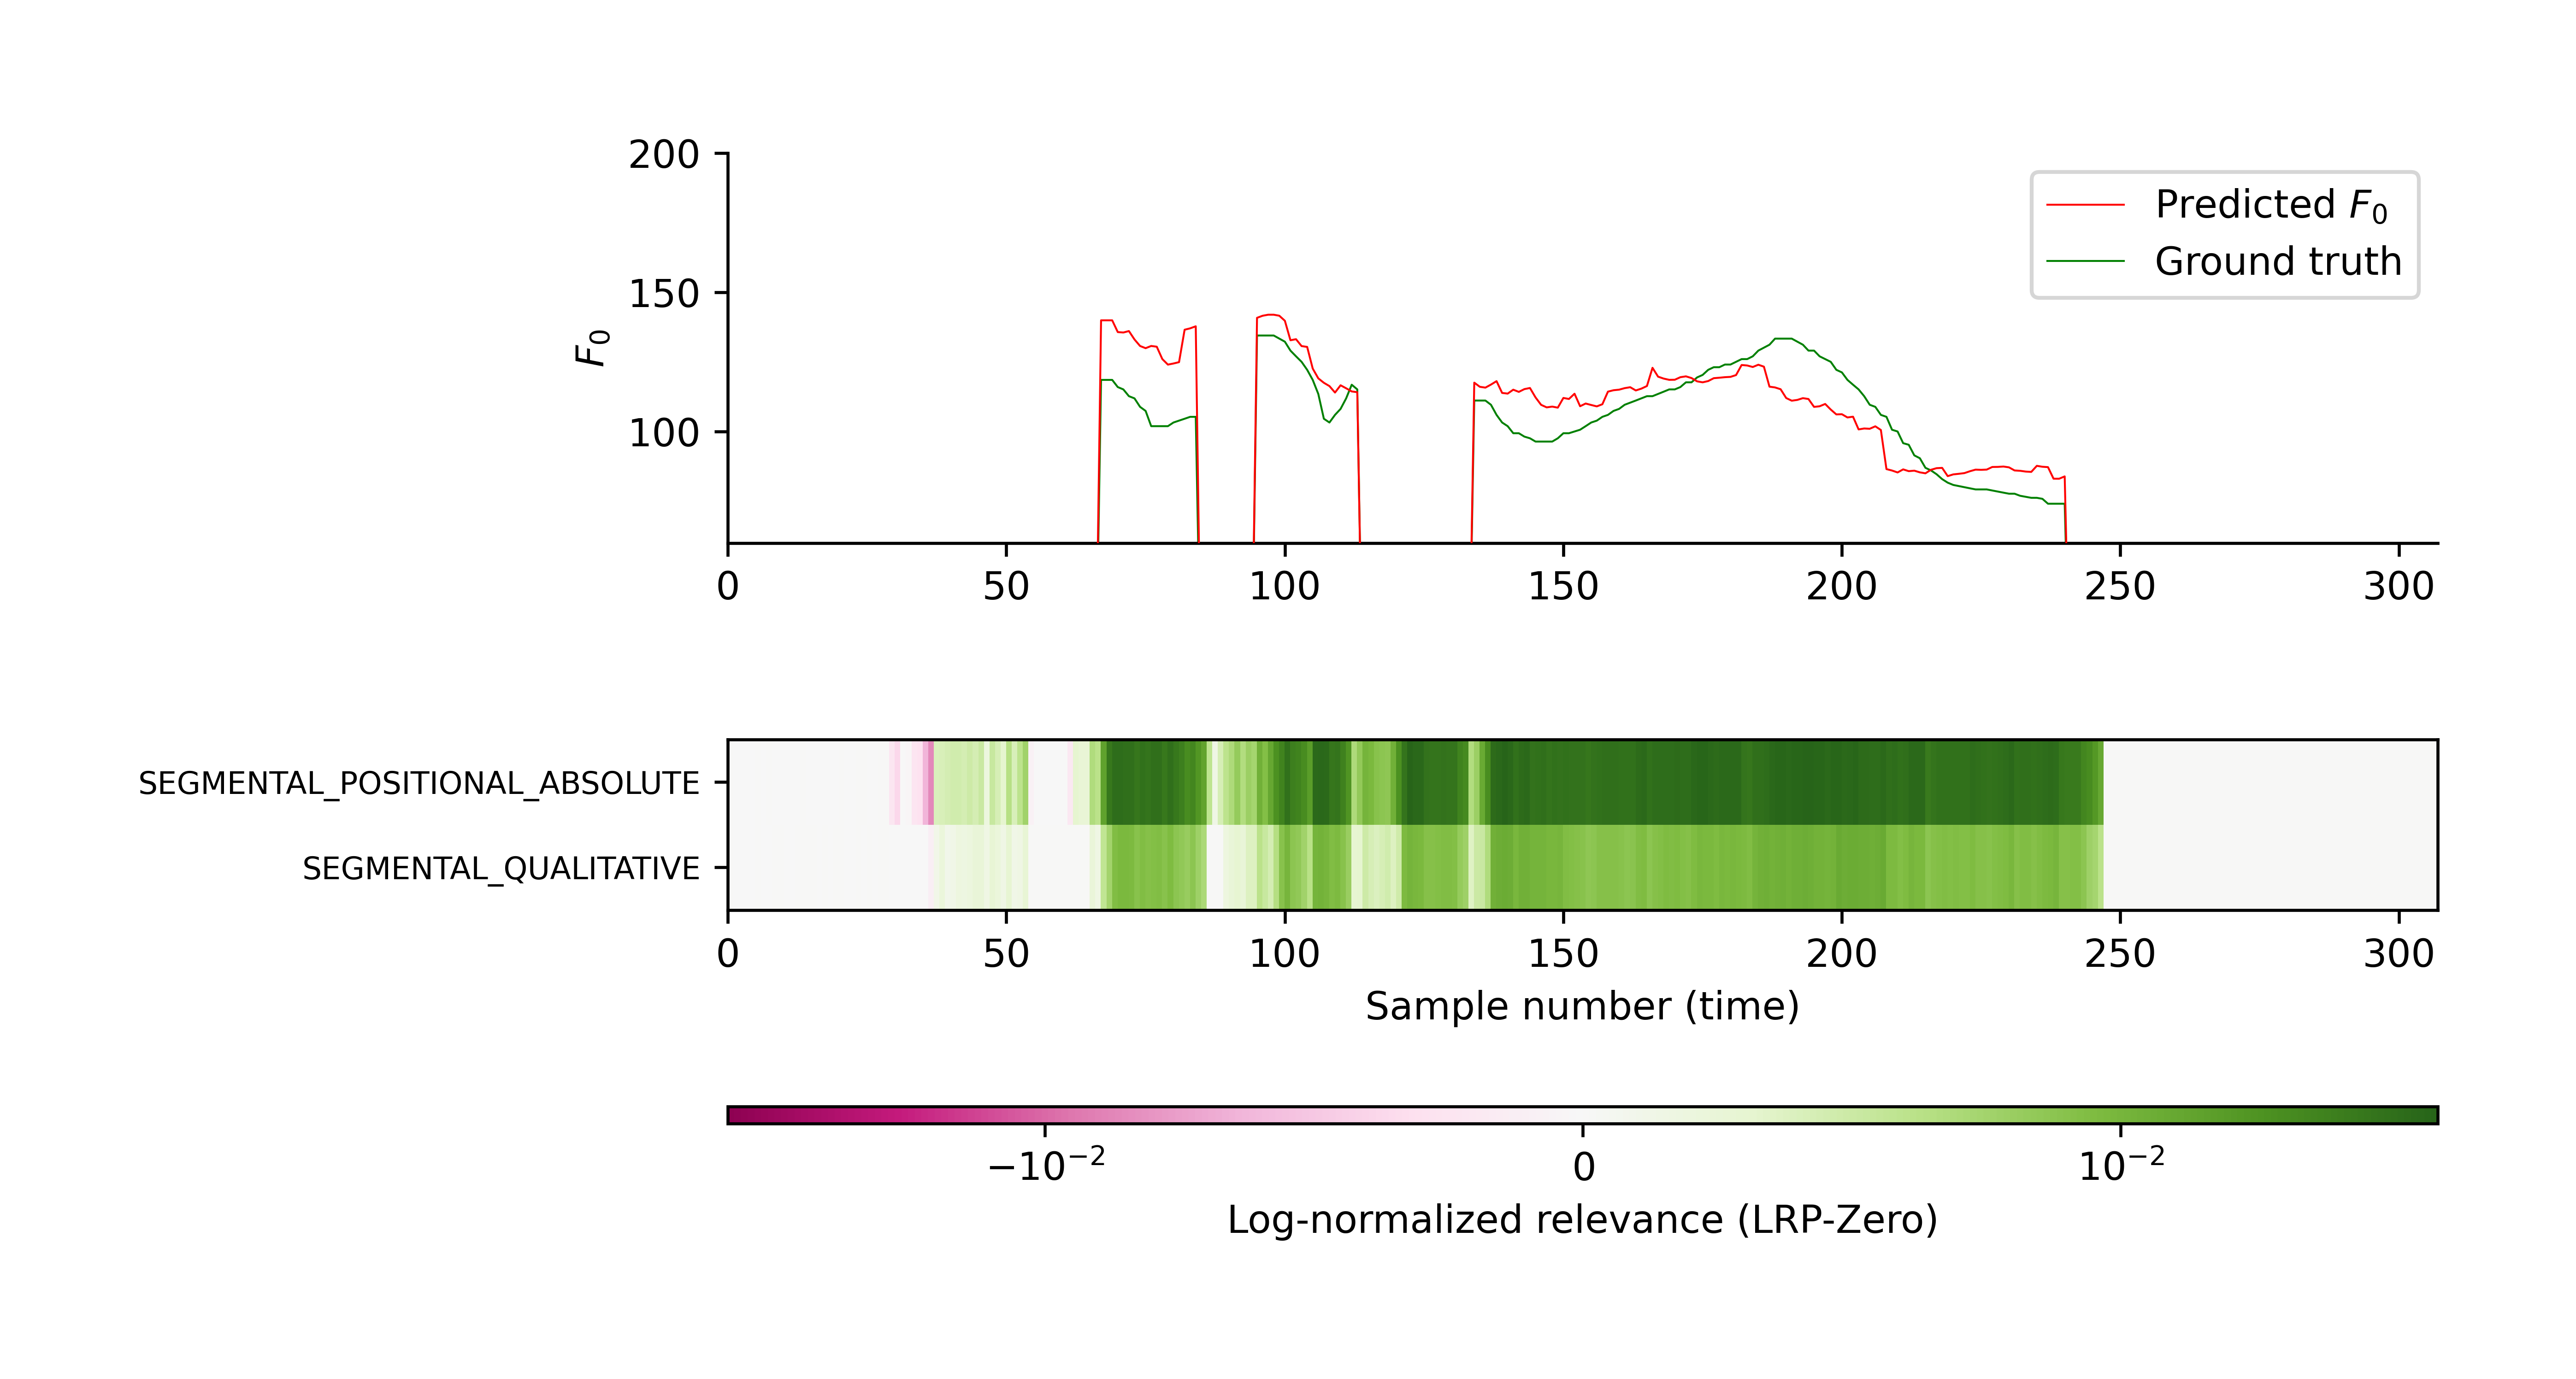 200
150
100
F₀
Predicted F₀
Ground truth
0 50 100 150 200 250 300
SEGMENTAL_POSITIONAL_ABSOLUTE
SEGMENTAL_QUALITATIVE
0 50 100 150 200 250 300
Sample number (time)
−10⁻² 0 10⁻²
Log-normalized relevance (LRP-Zero)